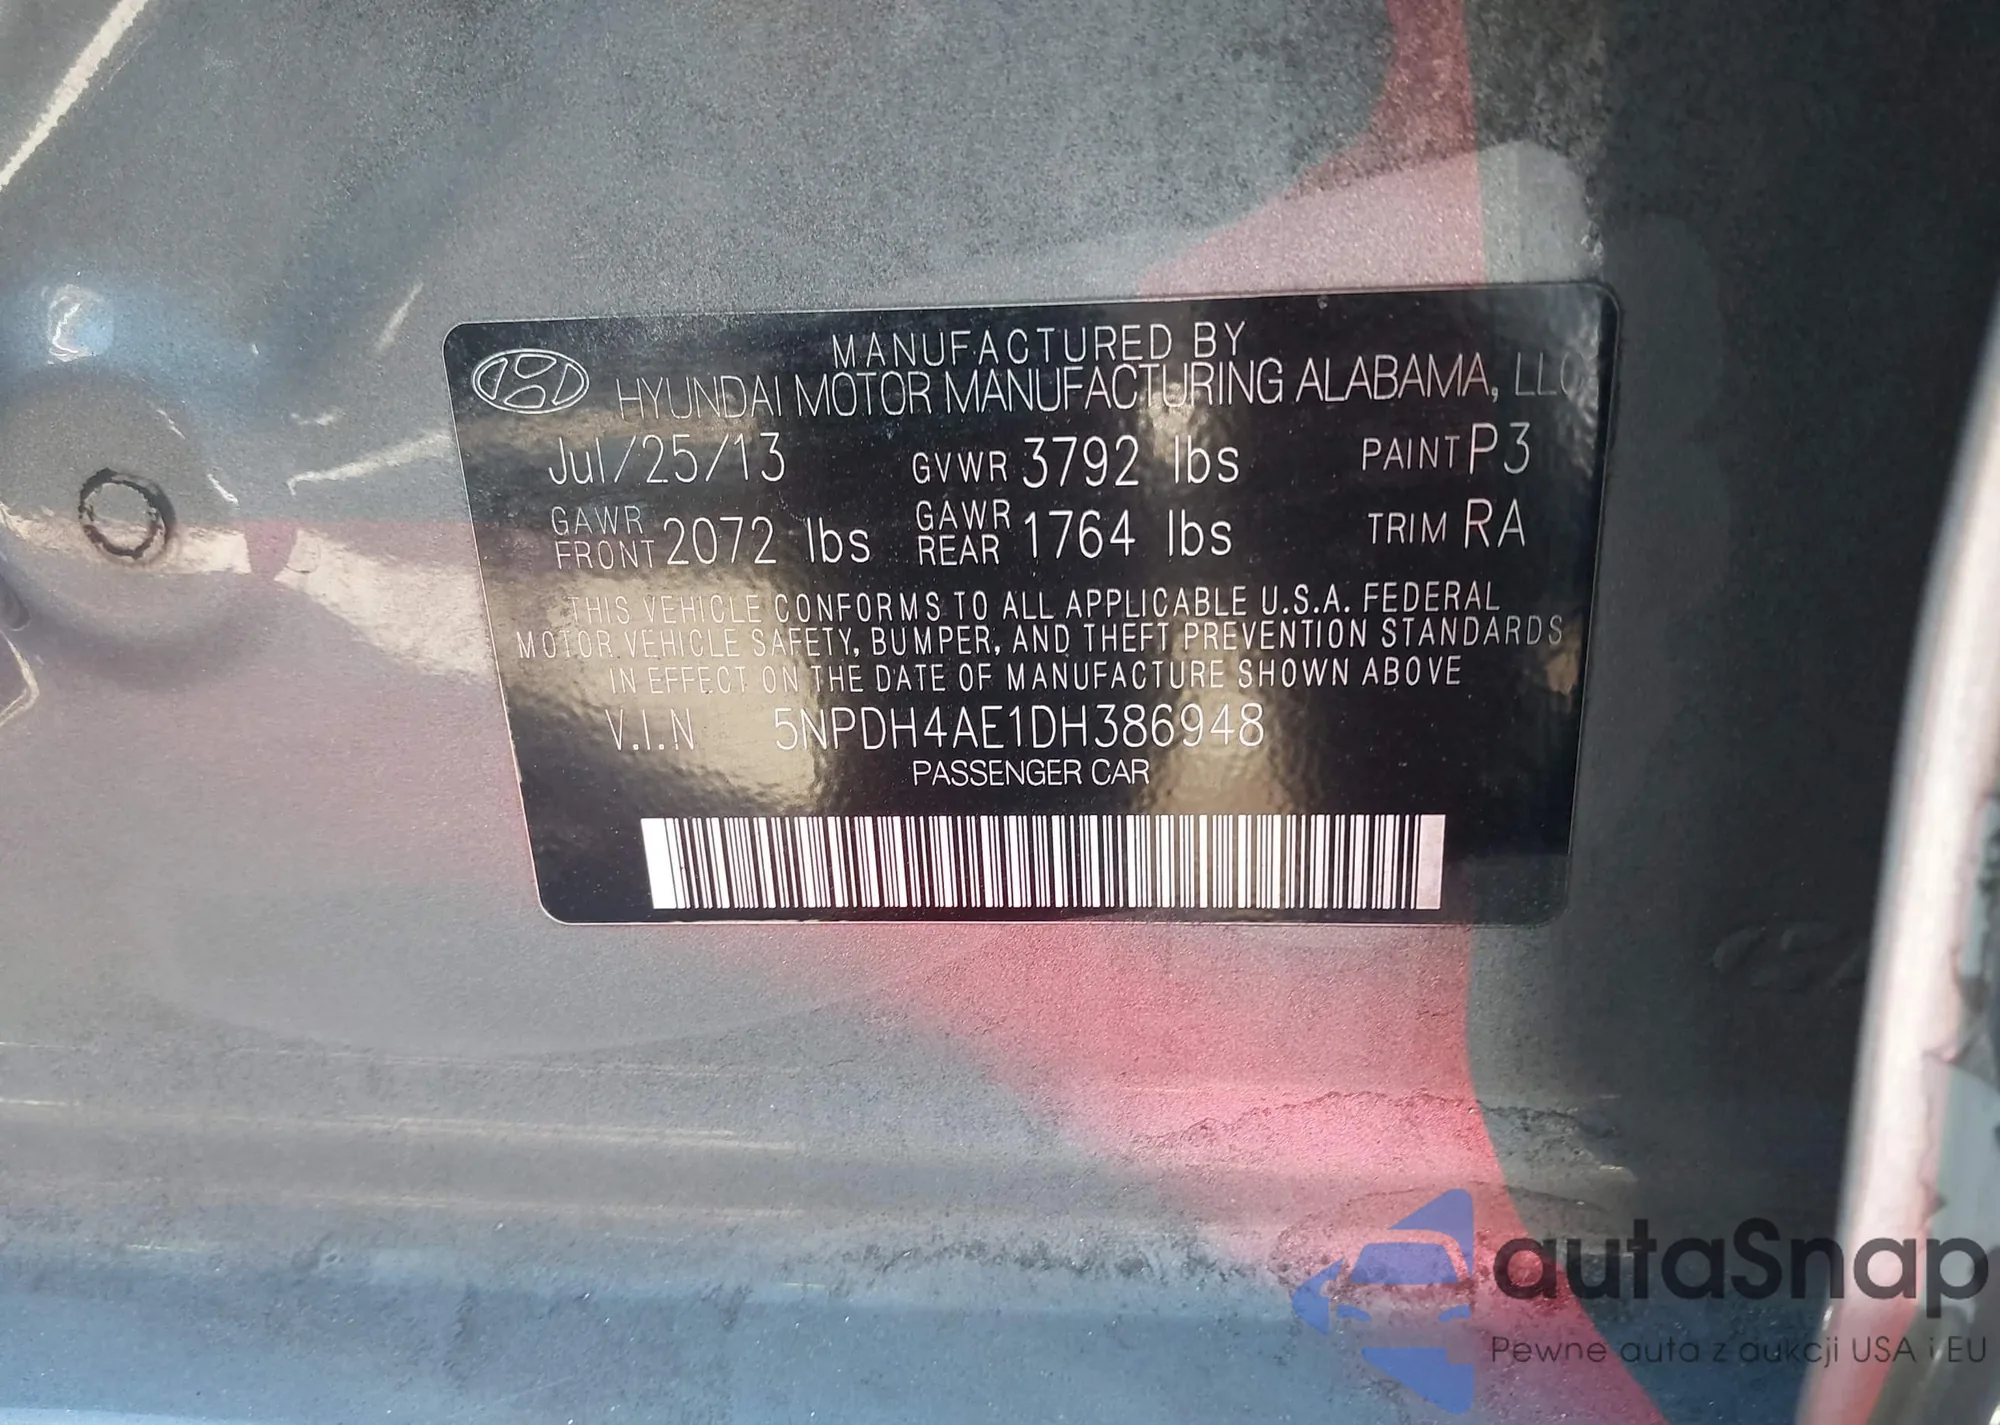 MANUFACTURED BY
HYUNDAI MOTOR MANUFACTURING ALABAMA, LLC
Jul/25/13 GVWR 3792 lbs PAINT P3
GAWR FRONT 2072 lbs GAWR REAR 1764 lbs TRIM RA
THIS VEHICLE CONFORMS TO ALL APPLICABLE U.S.A. FEDERAL
MOTOR VEHICLE SAFETY, BUMPER, AND THEFT PREVENTION STANDARDS
IN EFFECT ON THE DATE OF MANUFACTURE SHOWN ABOVE
V.I.N 5NPDH4AE1DH386948
PASSENGER CAR
autaSnap
Pewne auta z aukcji USA i EU